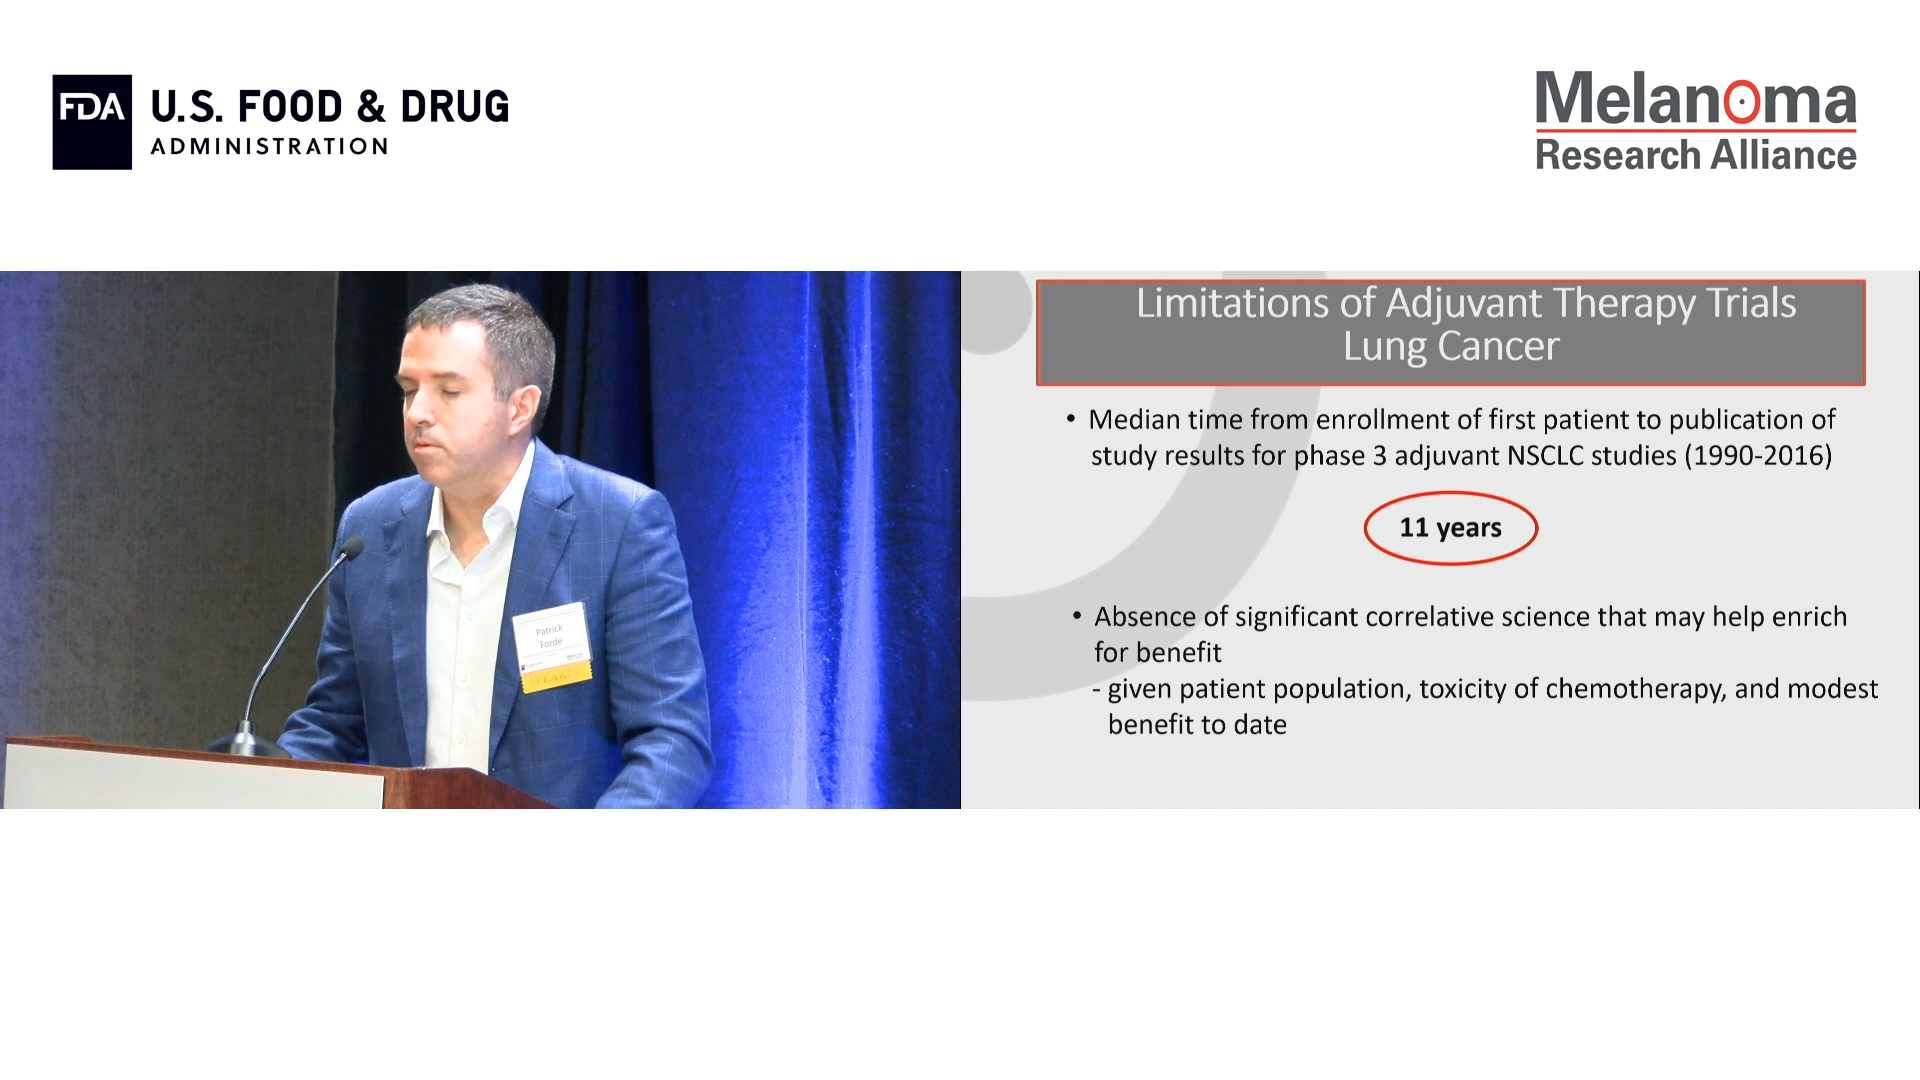 FDA
U.S. FOOD & DRUG
ADMINISTRATION
Melanoma
Research Alliance
Patrick
Forde
SPEAKER
Limitations of Adjuvant Therapy Trials
Lung Cancer
• Median time from enrollment of first patient to publication of
study results for phase 3 adjuvant NSCLC studies (1990-2016)
11 years
• Absence of significant correlative science that may help enrich
for benefit
- given patient population, toxicity of chemotherapy, and modest
benefit to date